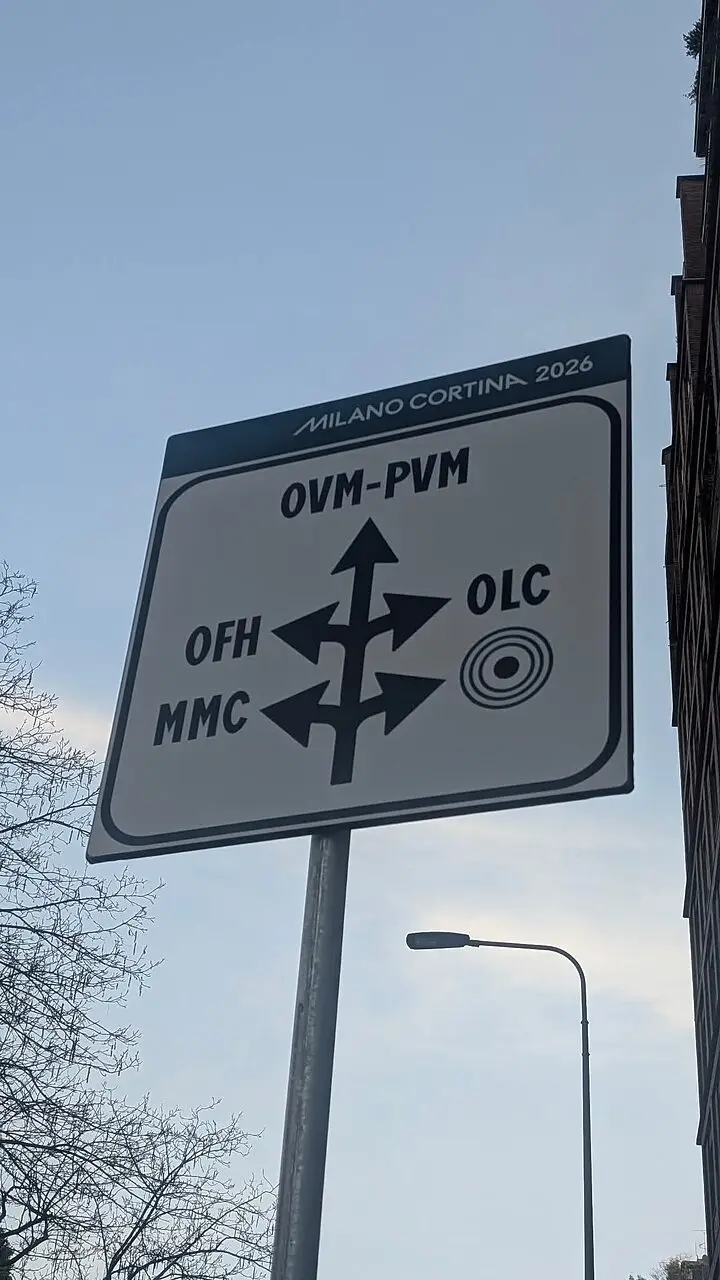 MILANO CORTINA 2026
OVM-PVM
OFH OLC
MMC